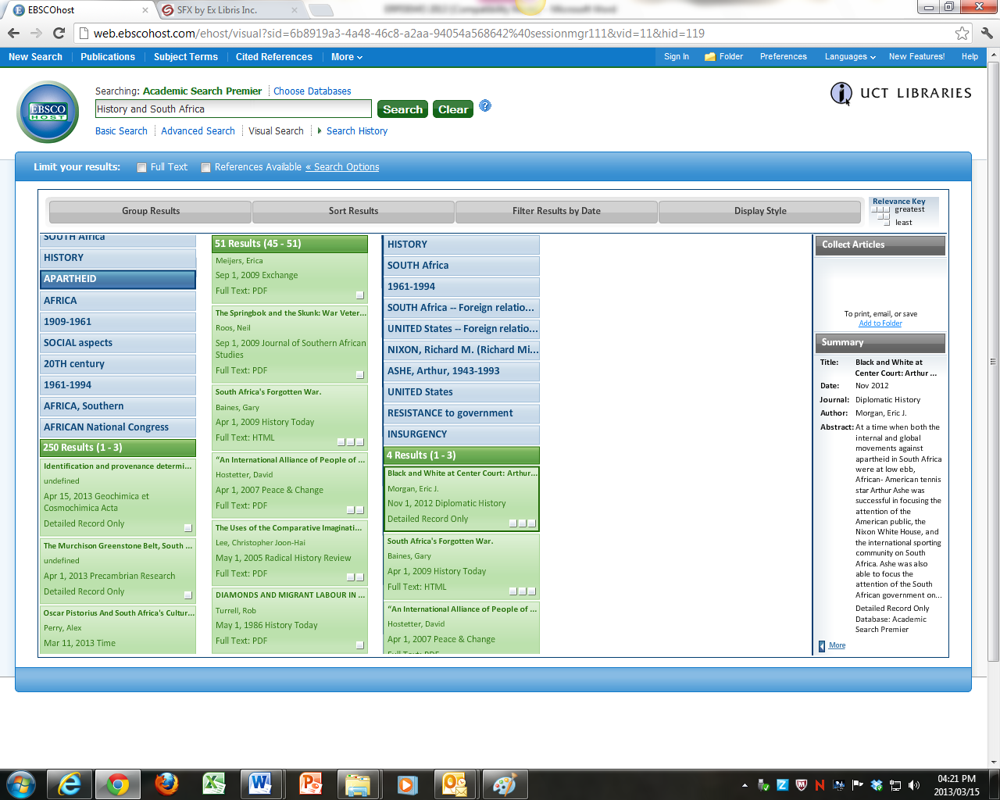 EBSCOhost
SFX by Ex Libris Inc.
web.ebscohost.com/ehost/visual?sid=6b8919a3-4a48-46c8-a2aa-94054a568642%40sessionmgr111&vid=11&hid=119
New Search
Publications
Subject Terms
Cited References
More
Sign In
Folder
Preferences
Languages
New Features!
Help
EBSCO
HOST
Searching: Academic Search Premier
Choose Databases
History and South Africa
Search
Clear
?
Basic Search
Advanced Search
Visual Search
Search History
UCT LIBRARIES
Limit your results:
Full Text
References Available
« Search Options
Group Results
Sort Results
Filter Results by Date
Display Style
Relevance Key
greatest
least
SOUTH Africa
HISTORY
APARTHEID
AFRICA
1909-1961
SOCIAL aspects
20TH century
1961-1994
AFRICA, Southern
AFRICAN National Congress
250 Results (1 - 3)
Identification and provenance determi...
undefined
Apr 15, 2013 Geochimica et
Cosmochimica Acta
Detailed Record Only
The Murchison Greenstone Belt, South ...
undefined
Apr 1, 2013 Precambrian Research
Detailed Record Only
Oscar Pistorius And South Africa's Cultur...
Perry, Alex
Mar 11, 2013 Time
51 Results (45 - 51)
Meijers, Erica
Sep 1, 2009 Exchange
Full Text: PDF
The Springbok and the Skunk: War Veter...
Roos, Neil
Sep 1, 2009 Journal of Southern African
Studies
Full Text: PDF
South Africa's Forgotten War.
Baines, Gary
Apr 1, 2009 History Today
Full Text: HTML
“An International Alliance of People of ...
Hostetter, David
Apr 1, 2007 Peace & Change
Full Text: PDF
The Uses of the Comparative Imaginati...
Lee, Christopher Joon-Hai
May 1, 2005 Radical History Review
Full Text: PDF
DIAMONDS AND MIGRANT LABOUR IN ...
Turrell, Rob
May 1, 1986 History Today
Full Text: PDF
HISTORY
SOUTH Africa
1961-1994
SOUTH Africa -- Foreign relatio...
UNITED States -- Foreign relatio...
NIXON, Richard M. (Richard Mi...
ASHE, Arthur, 1943-1993
UNITED States
RESISTANCE to government
INSURGENCY
4 Results (1 - 3)
Black and White at Center Court: Arthur...
Morgan, Eric J.
Nov 1, 2012 Diplomatic History
Detailed Record Only
South Africa's Forgotten War.
Baines, Gary
Apr 1, 2009 History Today
Full Text: HTML
“An International Alliance of People of ...
Hostetter, David
Apr 1, 2007 Peace & Change
Full Text: PDF
Collect Articles
To print, email, or save
Add to Folder
Summary
Title: Black and White at
Center Court: Arthur ...
Date: Nov 2012
Journal: Diplomatic History
Author: Morgan, Eric J.
Abstract: At a time when both the
internal and global
movements against
apartheid in South Africa
were at low ebb,
African- American tennis
star Arthur Ashe was
successful in focusing the
attention of the
American public, the
Nixon White House, and
the international sporting
community on South
Africa. Ashe was also
able to focus the
attention of the South
African government on...
Detailed Record Only
Database: Academic
Search Premier
More
04:21 PM
2013/03/15